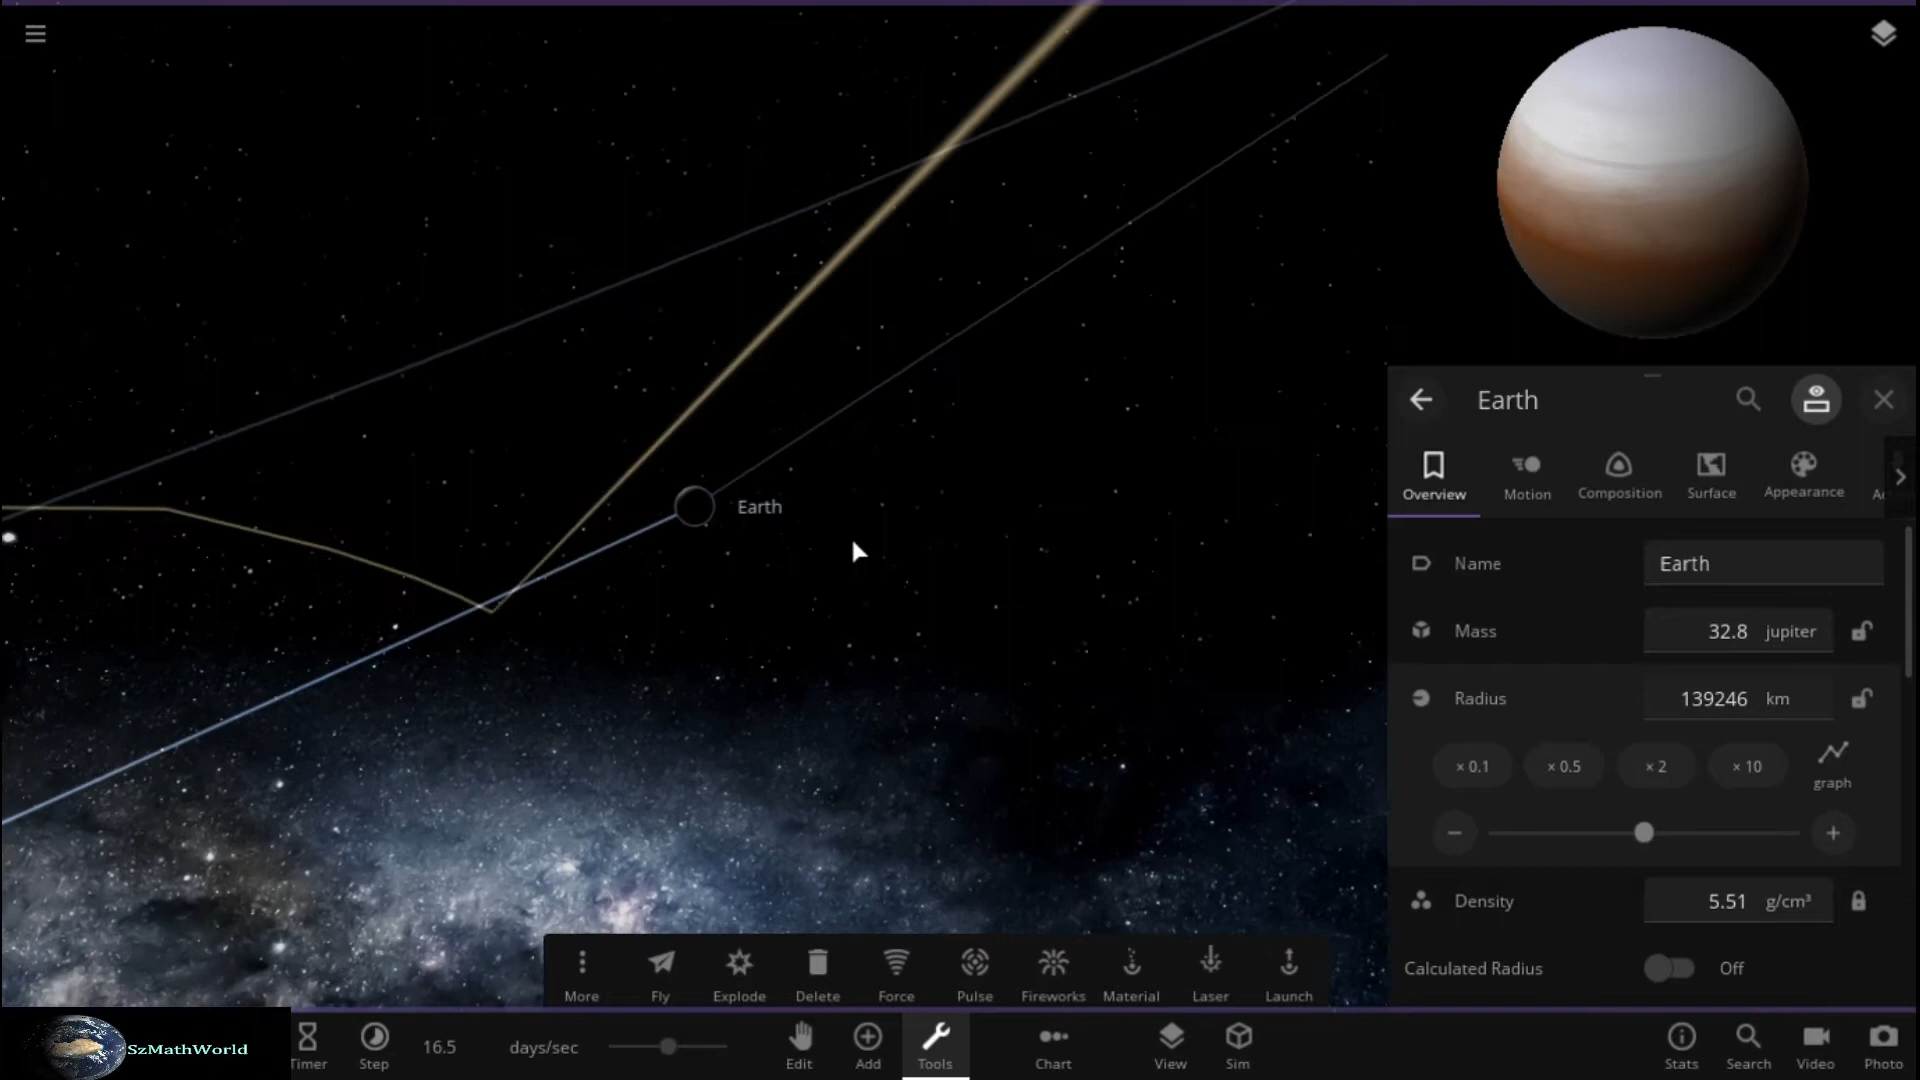 Earth
Earth
Overview
Motion
Composition
Surface
Appearance
Name
Earth
Mass
32.8 jupiter
Radius
139246 km
× 0.1
× 0.5
× 2
× 10
graph
Density
5.51 g/cm³
Calculated Radius
Off
More
Fly
Explode
Delete
Force
Pulse
Fireworks
Material
Laser
Launch
SzMathWorld
Timer
Step
16.5 days/sec
Edit
Add
Tools
Chart
View
Sim
Stats
Search
Video
Photo